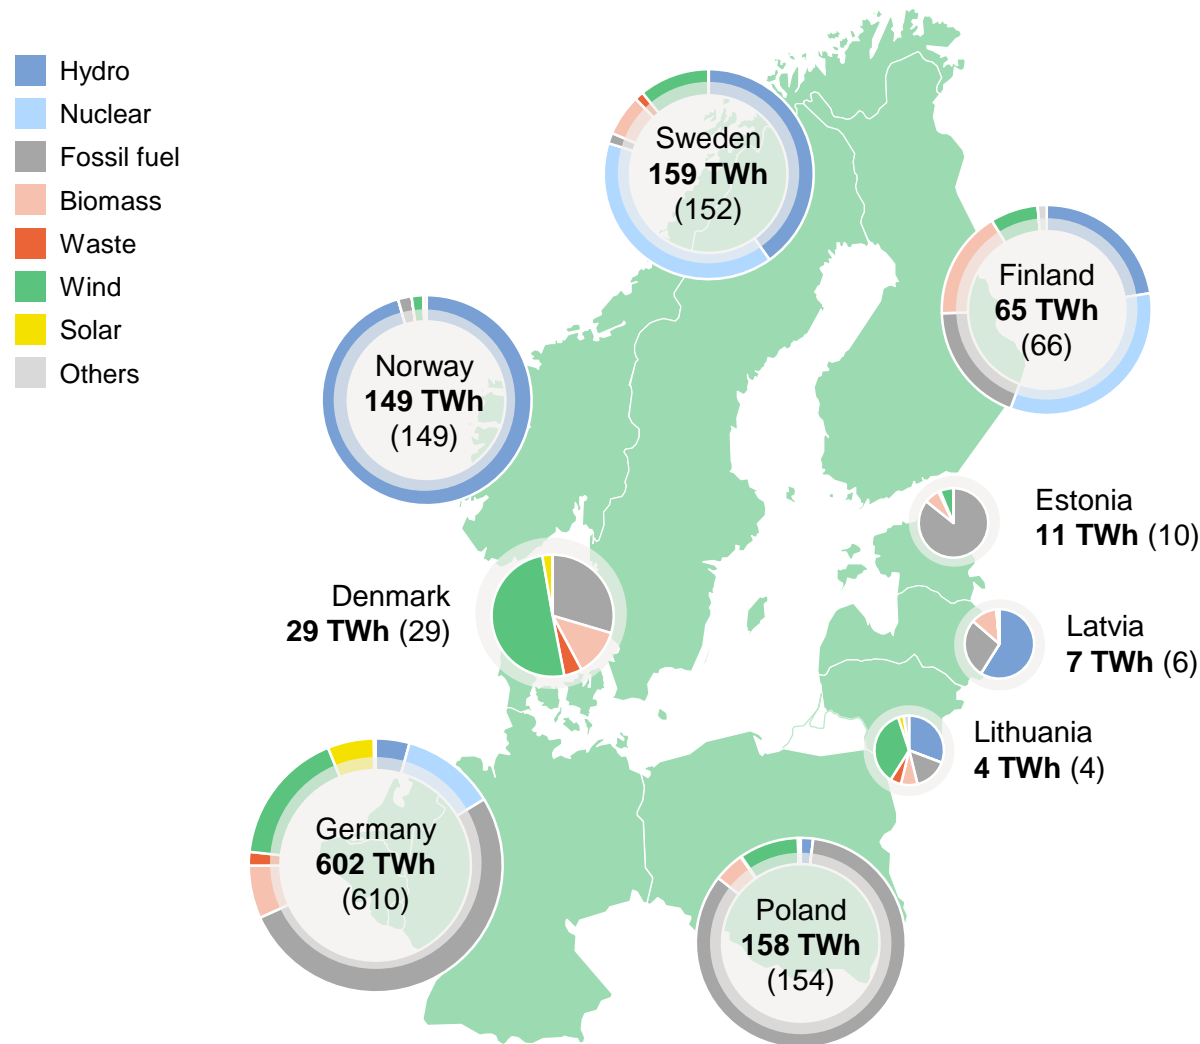 Hydro
Nuclear
Fossil fuel
Biomass
Waste
Wind
Solar
Others
Sweden
159 TWh
(152)
Finland
65 TWh
(66)
Norway
149 TWh
(149)
Estonia
11 TWh (10)
Denmark
29 TWh (29)
Latvia
7 TWh (6)
Lithuania
4 TWh (4)
Germany
602 TWh
(610)
Poland
158 TWh
(154)